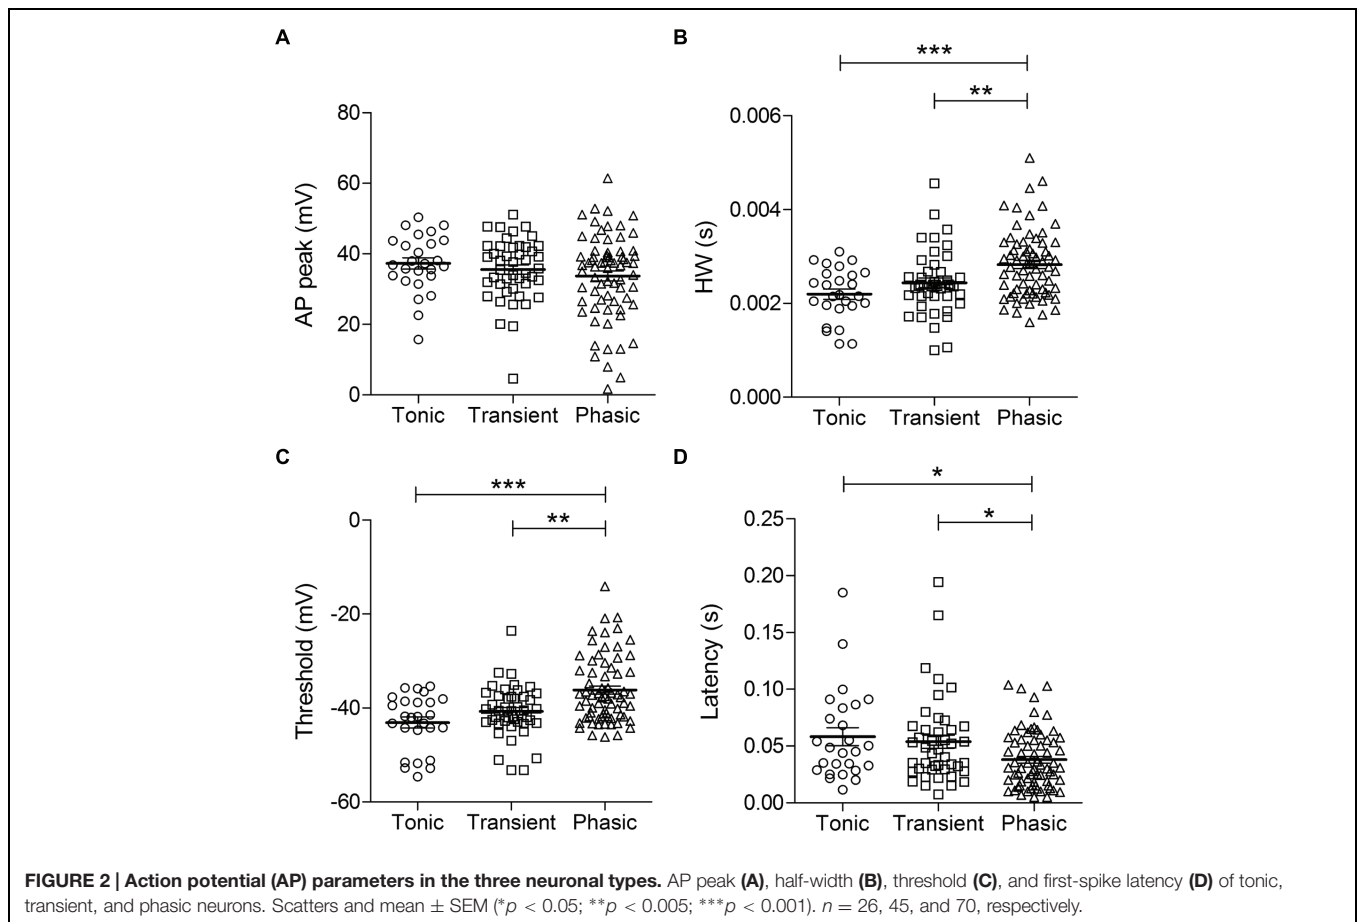 A
B
***
**
80
60
40
20
0
AP peak (mV)
Tonic Transient Phasic
0.006
0.004
0.002
0.000
HW (s)
Tonic Transient Phasic
C
D
***
**
0
-20
-40
-60
Threshold (mV)
Tonic Transient Phasic
*
*
0.25
0.20
0.15
0.10
0.05
0.00
Latency (s)
Tonic Transient Phasic
FIGURE 2 | Action potential (AP) parameters in the three neuronal types. AP peak (A), half-width (B), threshold (C), and first-spike latency (D) of tonic,
transient, and phasic neurons. Scatters and mean ± SEM (*p < 0.05; **p < 0.005; ***p < 0.001). n = 26, 45, and 70, respectively.